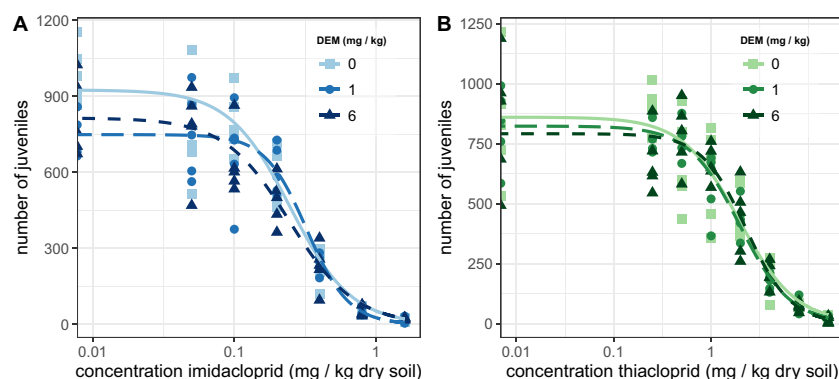 A
DEM (mg / kg)
0
1
6
1200
900
600
300
0
number of juveniles
0.01
0.1
1
concentration imidacloprid (mg / kg dry soil)
B
DEM (mg / kg)
0
1
6
1250
1000
750
500
250
0
number of juveniles
0.01
0.1
1
concentration thiacloprid (mg / kg dry soil)